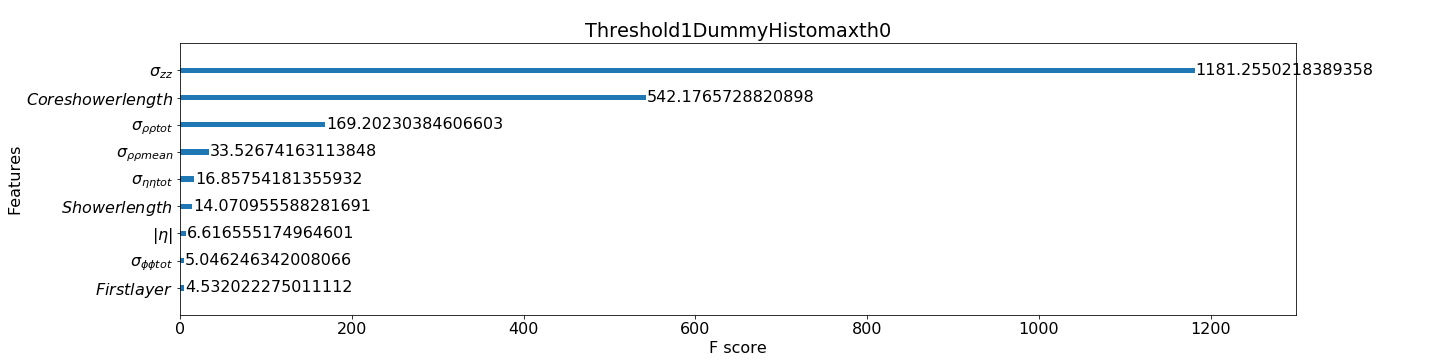 Threshold1DummyHistomaxth0
Features
σzz 1181.2550218389358
Coreshowerlength 542.1765728820898
σρρtot 169.20230384606603
σρρmean 33.52674163113848
σηηtot 16.85754181355932
Showerlength 14.070955588281691
|η| 6.616555174964601
σϕϕtot 5.046246342008066
Firstlayer 4.532022275011112
0 200 400 600 800 1000 1200
F score